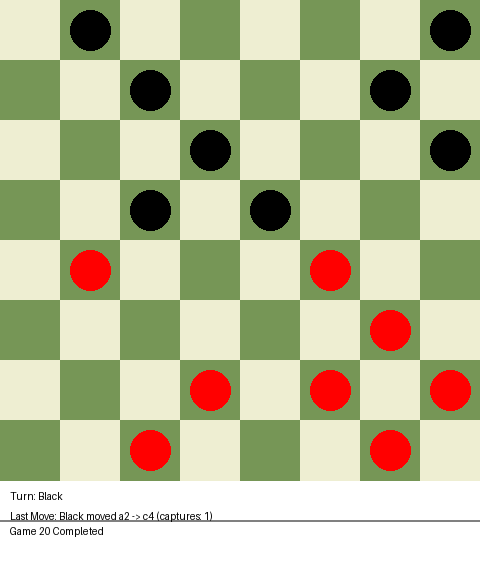 Turn: Black
Last Move: Black moved a2 -> c4 (captures: 1)
Game 20 Completed